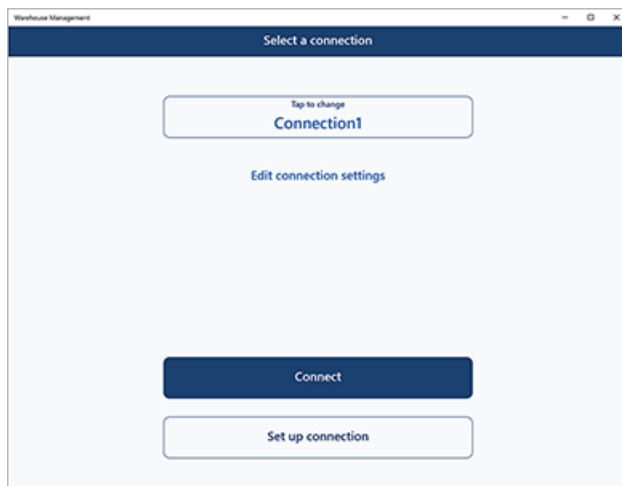 Warehouse Management
Select a connection
Tap to change
Connection1
Edit connection settings
Connect
Set up connection